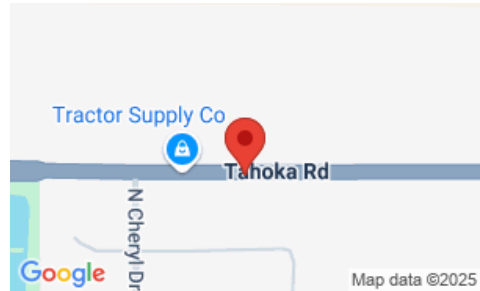 Tractor Supply Co
Tahoka Rd
N Cheryl Dr
Google
Map data ©2025